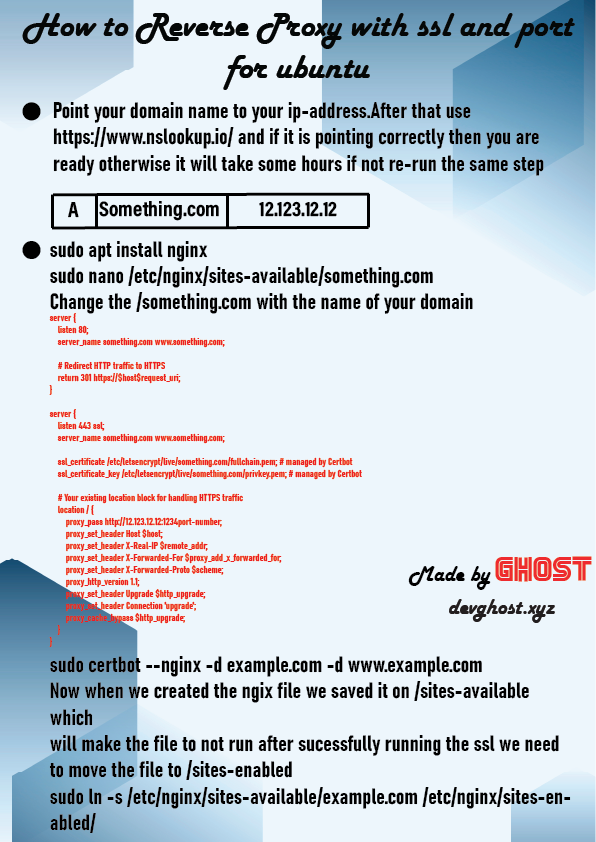 How to Reverse Proxy with ssl and port
for ubuntu
Point your domain name to your ip-address.After that use
https://www.nslookup.io/ and if it is pointing correctly then you are
ready otherwise it will take some hours if not re-run the same step
A Something.com 12.123.12.12
sudo apt install nginx
sudo nano /etc/nginx/sites-available/something.com
Change the /something.com with the name of your domain
server {
listen 80;
server_name something.com www.something.com;
# Redirect HTTP traffic to HTTPS
return 301 https://$host$request_uri;
}
server {
listen 443 ssl;
server_name something.com www.something.com;
ssl_certificate /etc/letsencrypt/live/something.com/fullchain.pem; # managed by Certbot
ssl_certificate_key /etc/letsencrypt/live/something.com/privkey.pem; # managed by Certbot
# Your existing location block for handling HTTPS traffic
location / {
proxy_pass http://12.123.12.12:1234port-number;
proxy_set_header Host $host;
proxy_set_header X-Real-IP $remote_addr;
proxy_set_header X-Forwarded-For $proxy_add_x_forwarded_for;
proxy_set_header X-Forwarded-Proto $scheme;
proxy_http_version 1.1;
proxy_set_header Upgrade $http_upgrade;
proxy_set_header Connection 'upgrade';
proxy_cache_bypass $http_upgrade;
}
}
Made by GHOST
devghost.xyz
sudo certbot --nginx -d example.com -d www.example.com
Now when we created the ngix file we saved it on /sites-available
which
will make the file to not run after sucessfully running the ssl we need
to move the file to /sites-enabled
sudo ln -s /etc/nginx/sites-available/example.com /etc/nginx/sites-en-
abled/